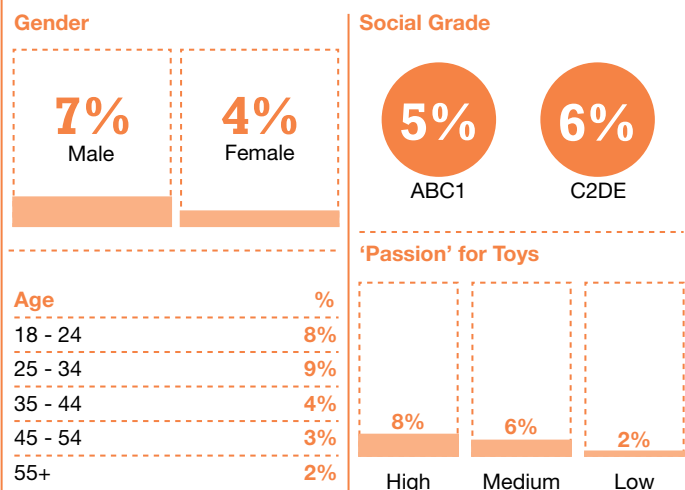 Gender
7%
Male
4%
Female
Age %
18 - 24 8%
25 - 34 9%
35 - 44 4%
45 - 54 3%
55+ 2%
Social Grade
5%
ABC1
6%
C2DE
‘Passion’ for Toys
8% 6% 2%
High Medium Low